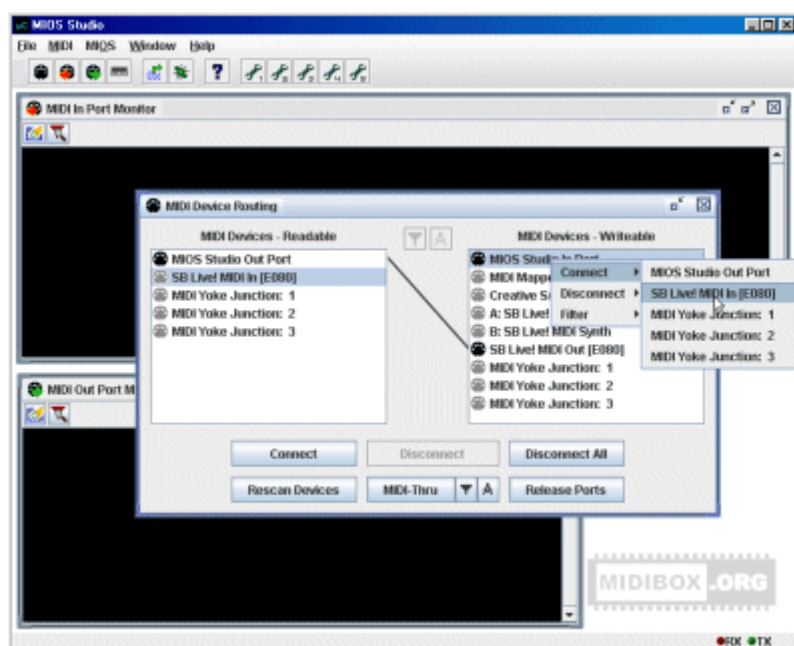 MIOS Studio
File MIDI MIOS Window Help
MIDI In Port Monitor
MIDI Device Routing
MIDI Devices - Readable
MIDI Devices - Writeable
MIOS Studio Out Port
SB Live! MIDI In [E080]
MIDI Yoke Junction: 1
MIDI Yoke Junction: 2
MIDI Yoke Junction: 3
MIOS Studio In Port
MIDI Mapp
Creative S
A: SB Live!
B: SB Live! MIDI Synth
SB Live! MIDI Out [E080]
MIDI Yoke Junction: 1
MIDI Yoke Junction: 2
MIDI Yoke Junction: 3
Connect
Disconnect
Filter
MIOS Studio Out Port
SB Live! MIDI In [E080]
MIDI Yoke Junction: 1
MIDI Yoke Junction: 2
MIDI Yoke Junction: 3
MIDI Out Port M
Connect Disconnect Disconnect All
Rescan Devices MIDI-Thru Release Ports
MIDIBOX.ORG
RX TX